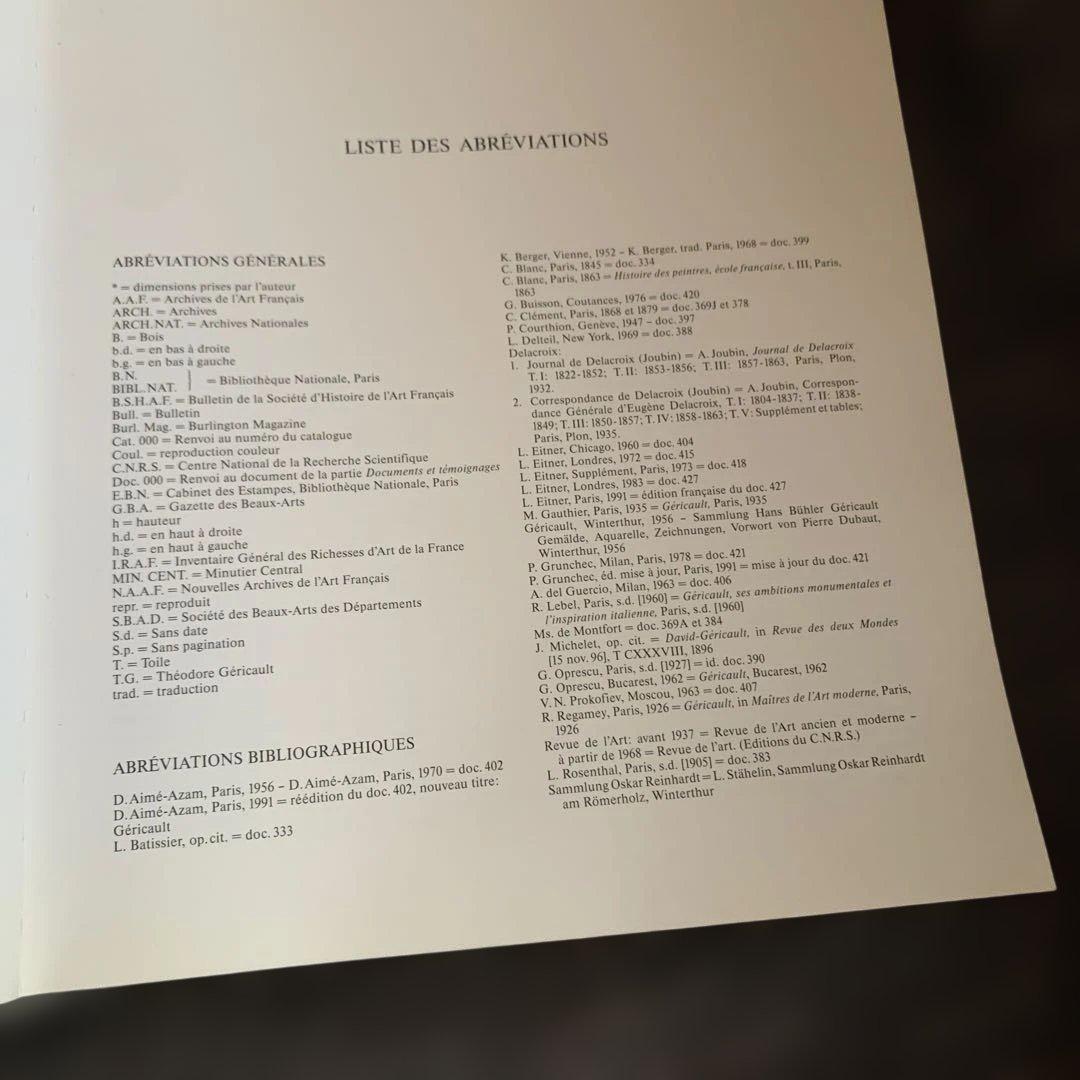 LISTE DES ABRÉVIATIONS
ABRÉVIATIONS GÉNÉRALES
* = dimensions prises par l'auteur
A.A.F. = Archives de l'Art Français
ARCH. = Archives
ARCH.NAT. = Archives Nationales
B. = Bois
b.d. = en bas à droite
b.g. = en bas à gauche
B.N.
BIBL.NAT. } = Bibliothèque Nationale, Paris
B.S.H.A.F. = Bulletin de la Société d'Histoire de l'Art Français
Bull. = Bulletin
Burl. Mag. = Burlington Magazine
Cat. 000 = Renvoi au numéro du catalogue
Coul. = reproduction couleur
C.N.R.S. = Centre National de la Recherche Scientifique
Doc. 000 = Renvoi au document de la partie Documents et témoignages
E.B.N. = Cabinet des Estampes, Bibliothèque Nationale, Paris
G.B.A. = Gazette des Beaux-Arts
h = hauteur
h.d. = en haut à droite
h.g. = en haut à gauche
I.R.A.F. = Inventaire Général des Richesses d'Art de la France
MIN. CENT. = Minutier Central
N.A.A.F. = Nouvelles Archives de l'Art Français
repr. = reproduit
S.B.A.D. = Société des Beaux-Arts des Départements
S.d. = Sans date
S.p. = Sans pagination
T. = Toile
T.G. = Théodore Géricault
trad. = traduction
ABRÉVIATIONS BIBLIOGRAPHIQUES
D. Aimé-Azam, Paris, 1956 – D. Aimé-Azam, Paris, 1970 = doc. 402
D. Aimé-Azam, Paris, 1991 = réédition du doc. 402, nouveau titre:
Géricault
L. Batissier, op.cit. = doc. 333
K. Berger, Vienne, 1952 – K. Berger, trad. Paris, 1968 = doc. 399
C. Blanc, Paris, 1845 = doc. 334
C. Blanc, Paris, 1863 = Histoire des peintres, école française, t. III, Paris,
1863
G. Buisson, Coutances, 1976 = doc. 420
C. Clément, Paris, 1868 et 1879 = doc. 369J et 378
P. Courthion, Genève, 1947 – doc. 397
L. Delteil, New York, 1969 = doc. 388
Delacroix:
1. Journal de Delacroix (Joubin) = A. Joubin, Journal de Delacroix
T. I: 1822-1852; T. II: 1853-1856; T. III: 1857-1863, Paris, Plon,
1932.
2. Correspondance de Delacroix (Joubin) = A. Joubin, Correspon-
dance Générale d'Eugène Delacroix, T. I: 1804-1837; T. II: 1838-
1849; T. III: 1850-1857; T. IV: 1858-1863; T. V: Supplément et tables;
Paris, Plon, 1935.
L. Eitner, Chicago, 1960 = doc. 404
L. Eitner, Londres, 1972 = doc. 415
L. Eitner, Supplément, Paris, 1973 = doc. 418
L. Eitner, Londres, 1983 = doc. 427
L. Eitner, Paris, 1991 = édition française du doc. 427
M. Gauthier, Paris, 1935 = Géricault, Paris, 1935
Géricault, Winterthur, 1956 – Sammlung Hans Bühler Géricault
Gemälde, Aquarelle, Zeichnungen, Vorwort von Pierre Dubaut,
Winterthur, 1956
P. Grunchec, Milan, Paris, 1978 = doc. 421
P. Grunchec, éd. mise à jour, Paris, 1991 = mise à jour du doc. 421
A. del Guercio, Milan, 1963 = doc. 406
R. Lebel, Paris, s.d. [1960] = Géricault, ses ambitions monumentales et
l'inspiration italienne, Paris, s.d. [1960]
Ms. de Montfort = doc. 369A et 384
J. Michelet, op. cit. = David-Géricault, in Revue des deux Mondes
[15 nov. 96], T CXXXVIII, 1896
G. Oprescu, Paris, s.d. [1927] = id. doc. 390
G. Oprescu, Bucarest, 1962 = Géricault, Bucarest, 1962
V. N. Prokofiev, Moscou, 1963 = doc. 407
R. Regamey, Paris, 1926 = Géricault, in Maîtres de l'Art moderne, Paris,
1926
Revue de l'Art: avant 1937 = Revue de l'Art ancien et moderne –
à partir de 1968 = Revue de l'art. (Editions du C.N.R.S.)
L. Rosenthal, Paris, s.d. [1905] = doc. 383
Sammlung Oskar Reinhardt = L. Stähelin, Sammlung Oskar Reinhardt
am Römerholz, Winterthur